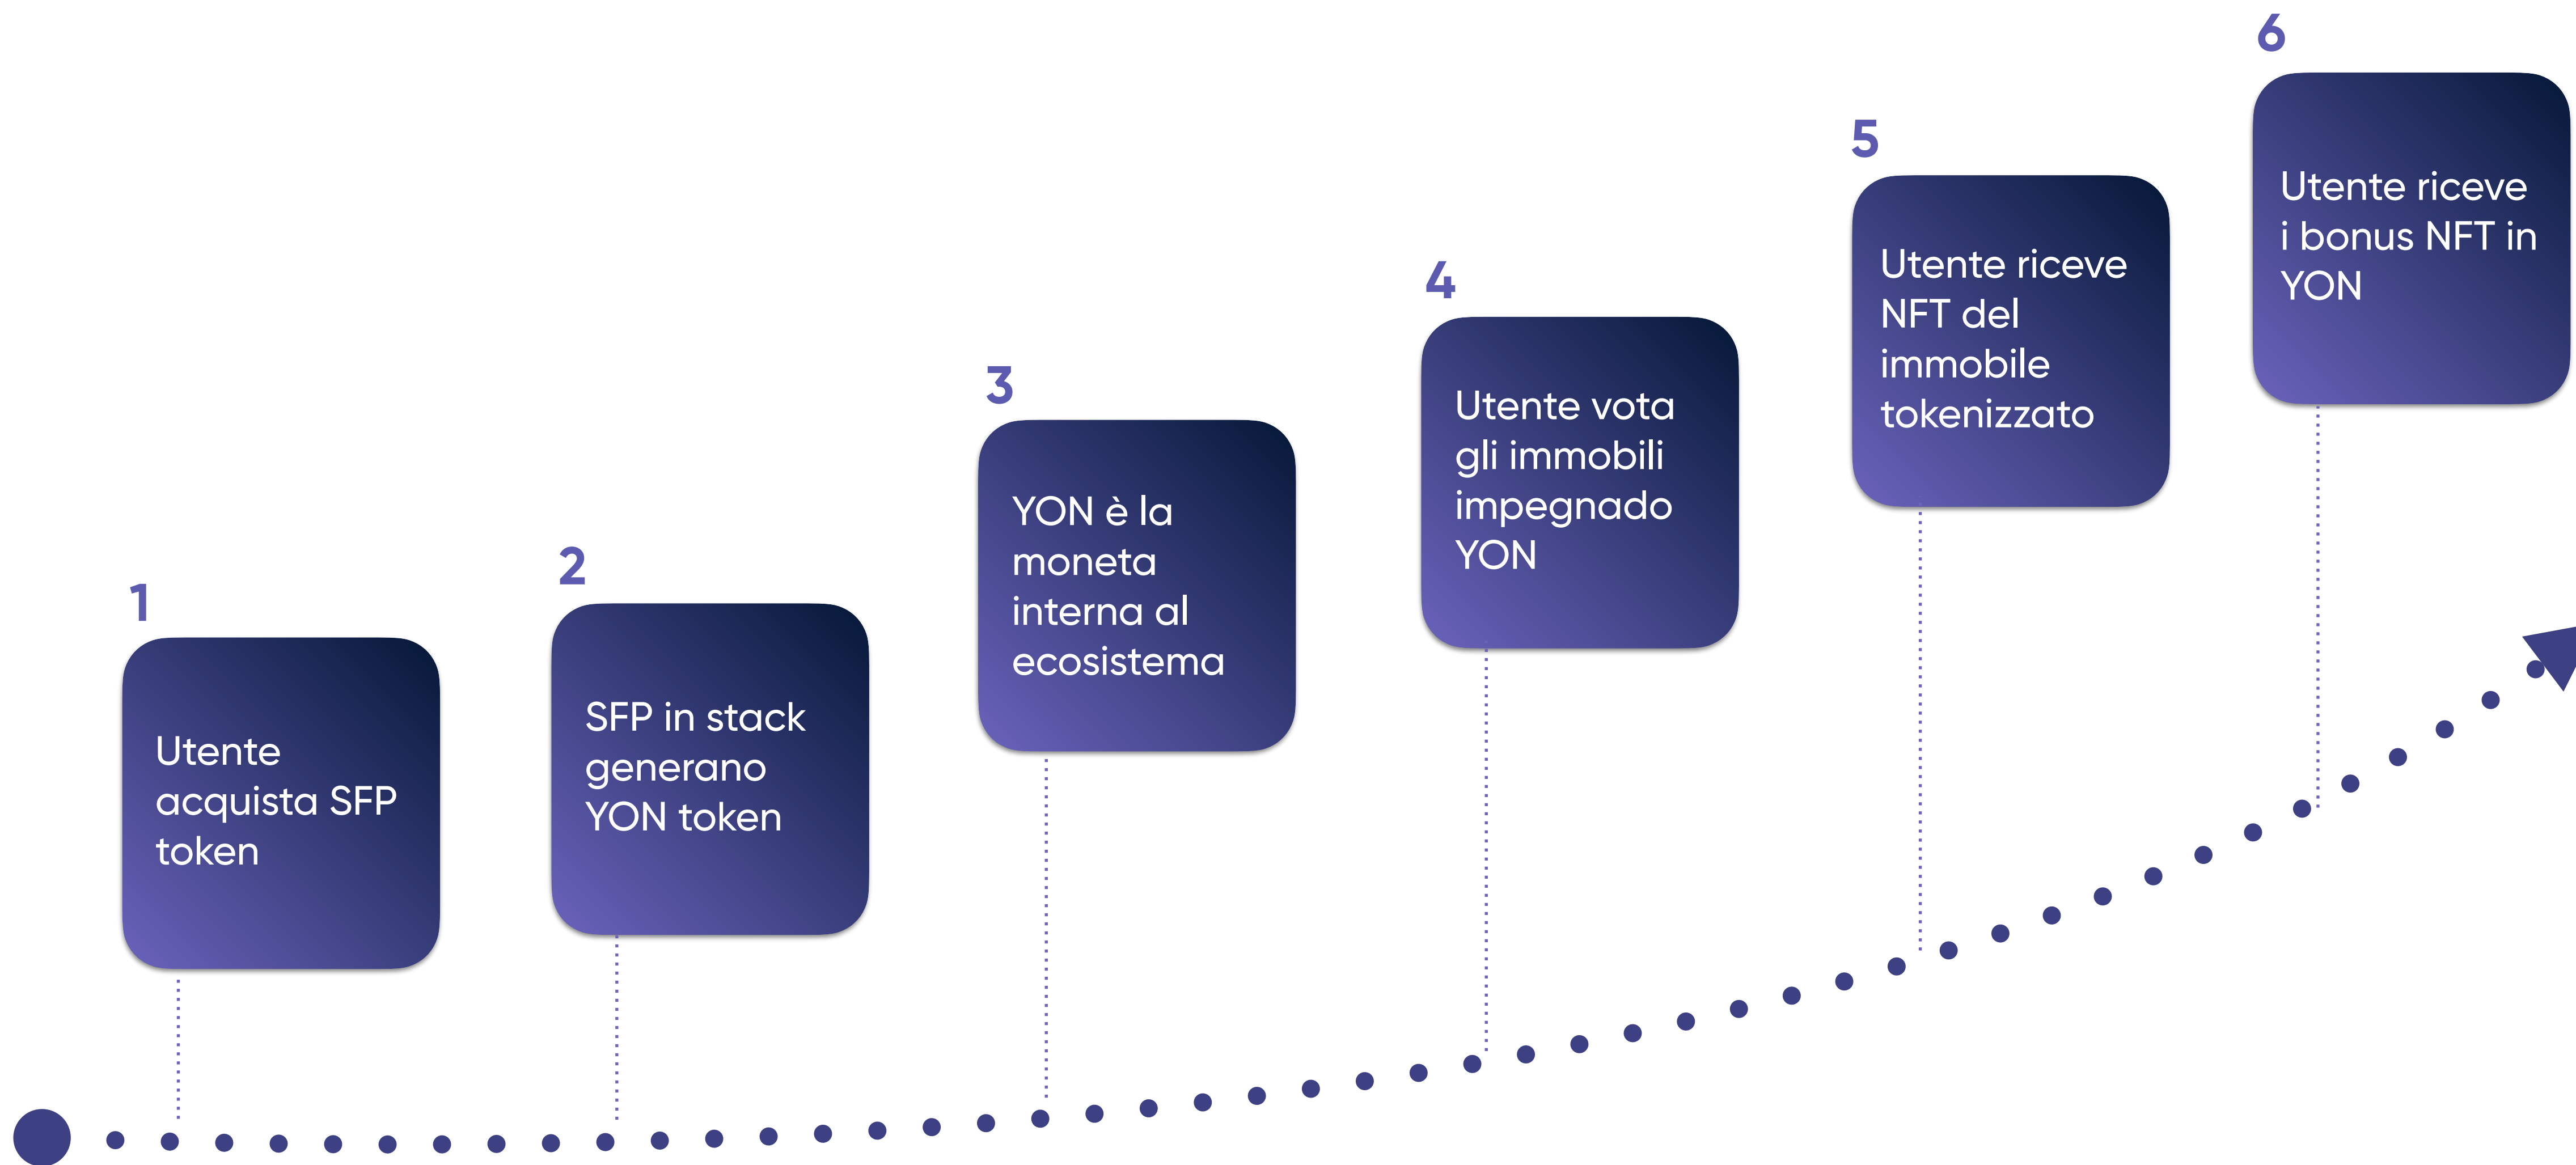 1
Utente
acquista SFP
token
2
SFP in stack
generano
YON token
3
YON è la
moneta
interna al
ecosistema
4
Utente vota
gli immobili
impegnado
YON
5
Utente riceve
NFT del
immobile
tokenizzato
6
Utente riceve
i bonus NFT in
YON